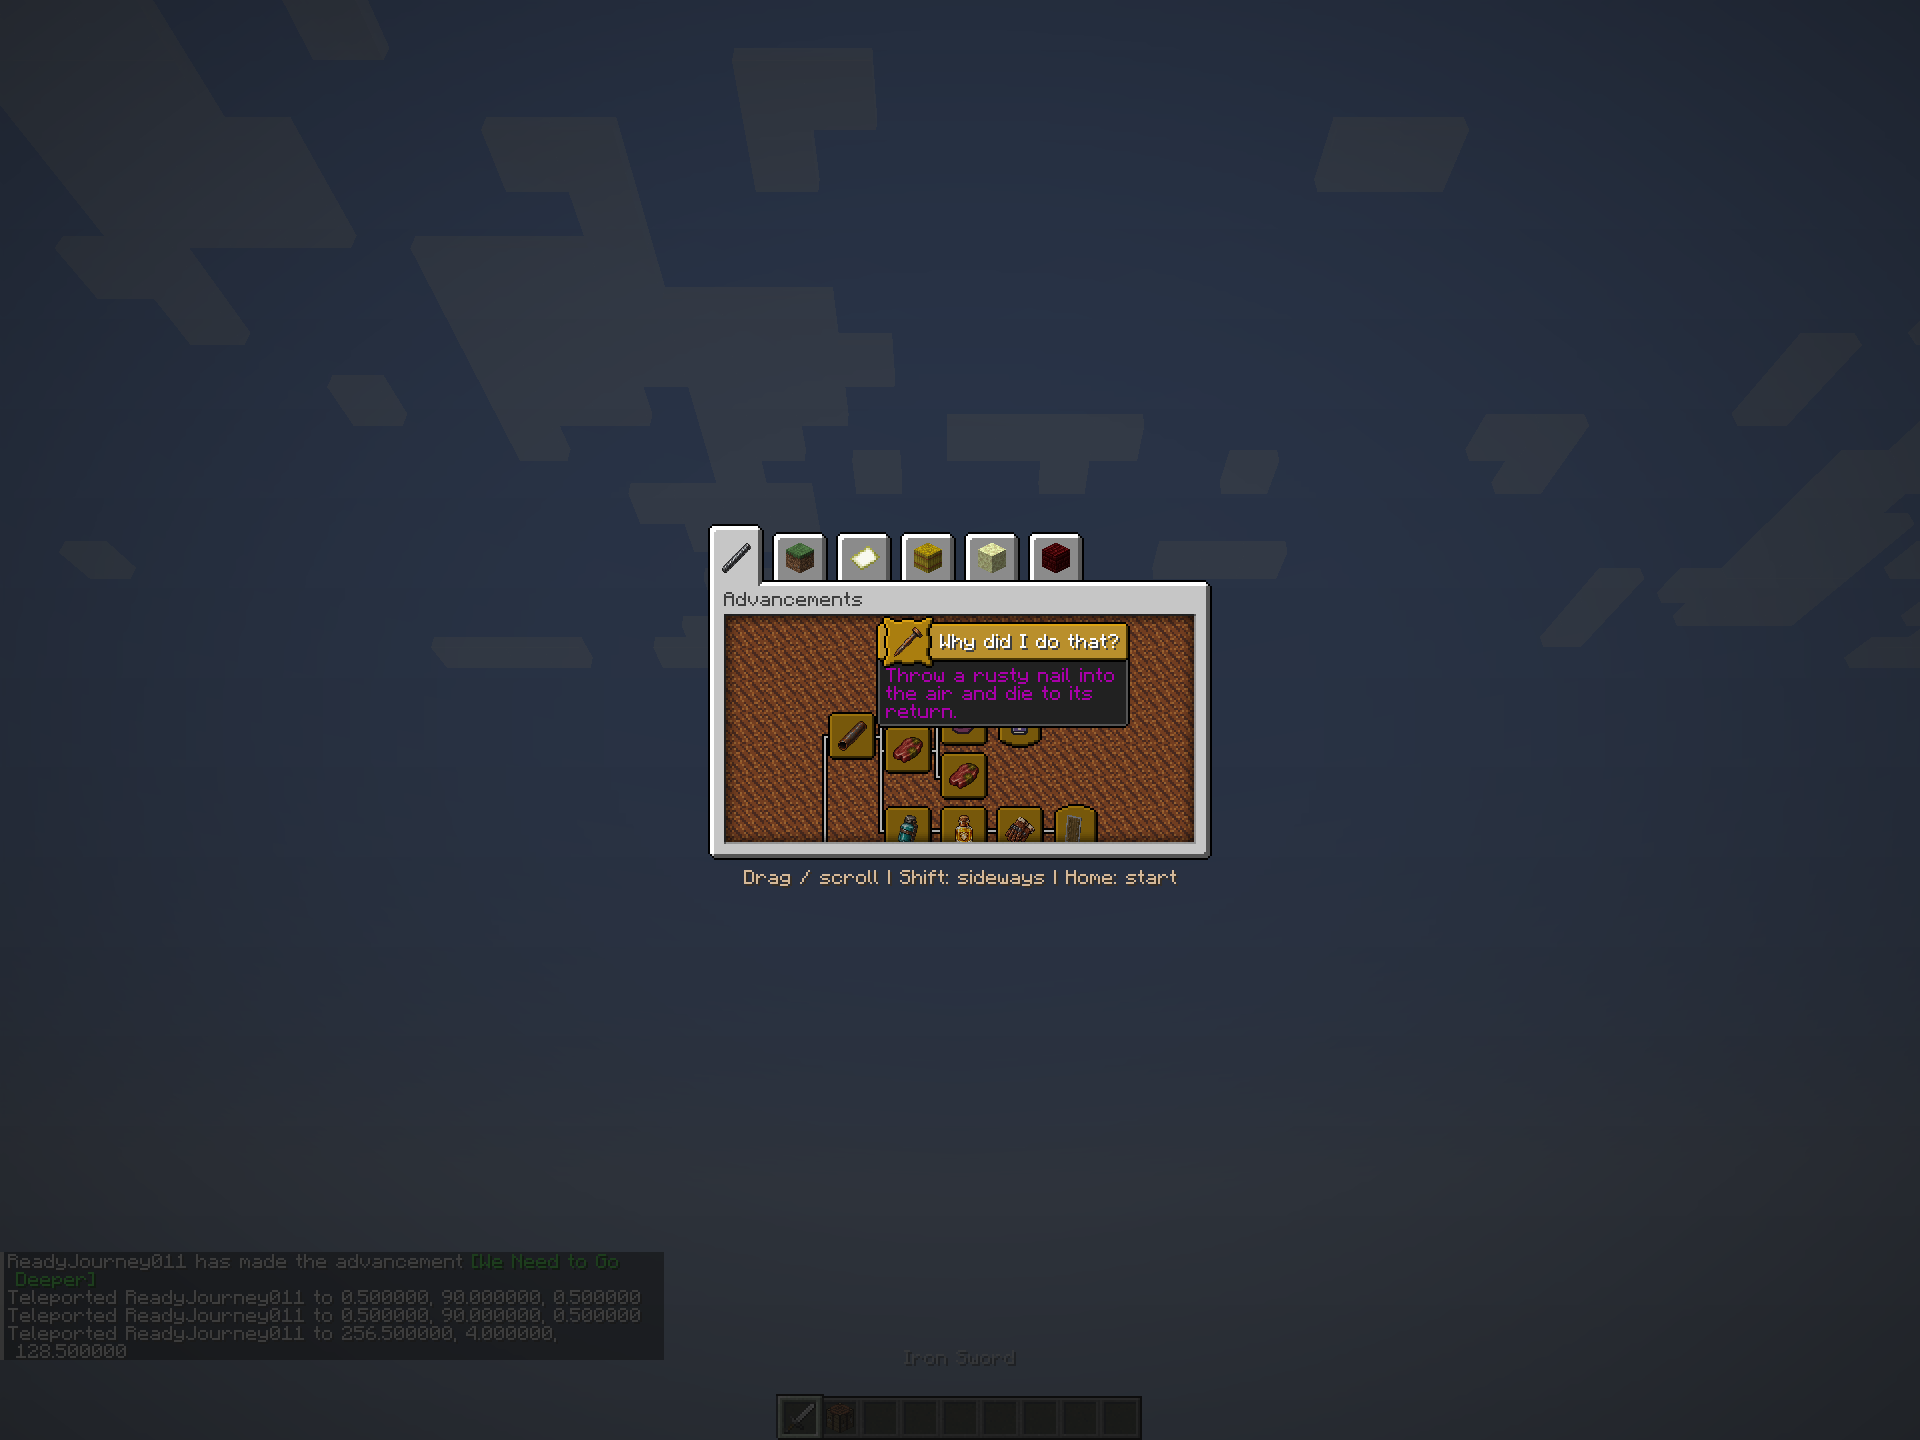 Advancements
Why did I do that?
Throw a rusty nail into
the air and die to its
return.
Drag / scroll | Shift: sideways | Home: start
ReadyJourney011 has made the advancement [We Need to Go
Deeper]
Teleported ReadyJourney011 to 0.500000, 90.000000, 0.500000
Teleported ReadyJourney011 to 0.500000, 90.000000, 0.500000
Teleported ReadyJourney011 to 256.500000, 4.000000,
128.500000
Iron Sword